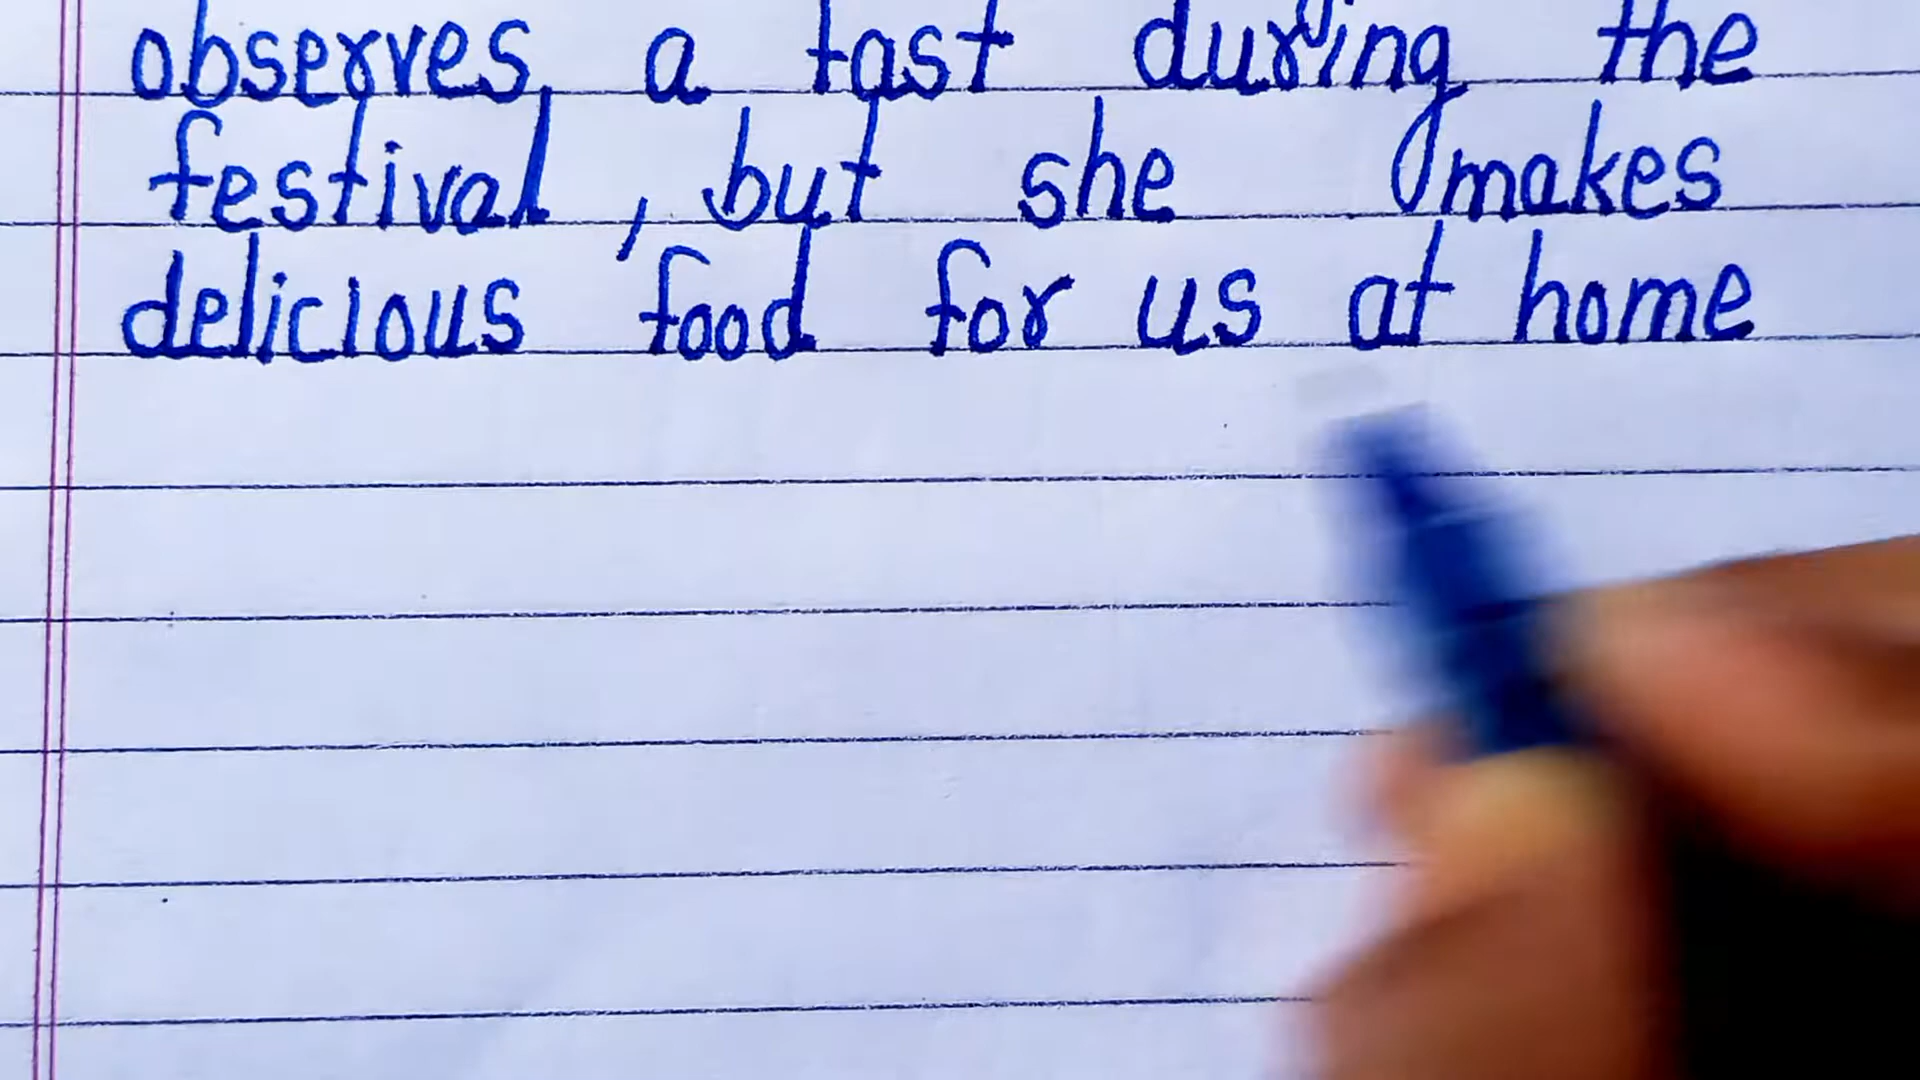 observes a fast during the
festival, but she makes
delicious food for us at home